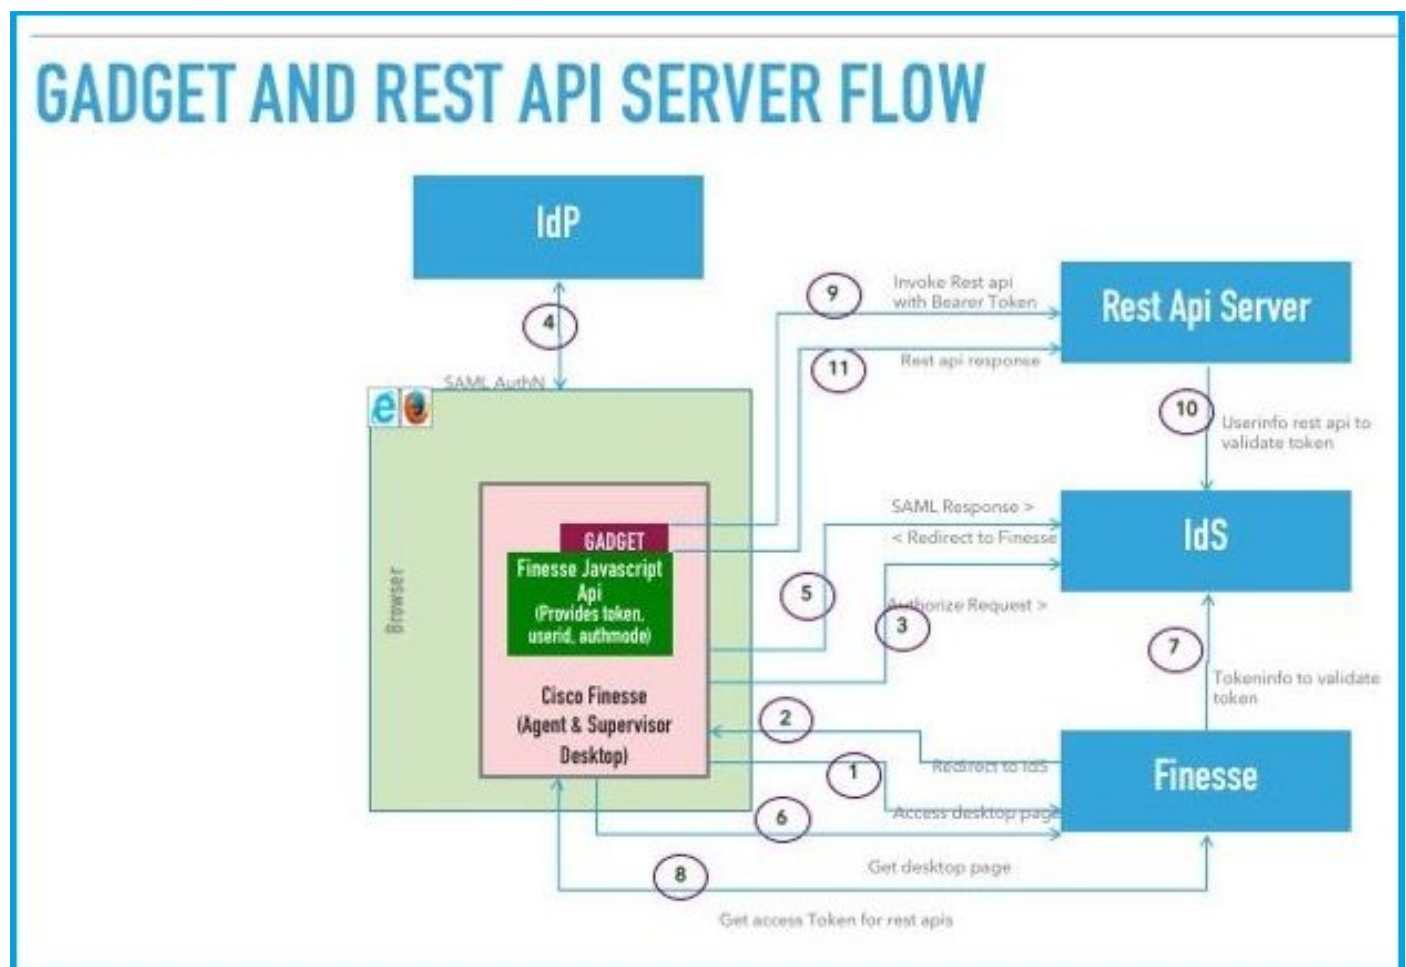 GADGET AND REST API SERVER FLOW
IdP
4
SAML AuthN
9
Invoke Rest api
with Bearer Token
Rest Api Server
11
Rest api response
10
Userinfo rest api to
validate token
Browser
GADGET
Finesse Javascript
Api
(Provides token,
userid, authmode)
Cisco Finesse
(Agent & Supervisor
Desktop)
SAML Response >
< Redirect to Finesse
IdS
5
Authorize Request >
3
7
Tokeninfo to validate
token
2
Redirect to IdS
1
Access desktop page
Finesse
6
Get desktop page
8
Get access Token for rest apis